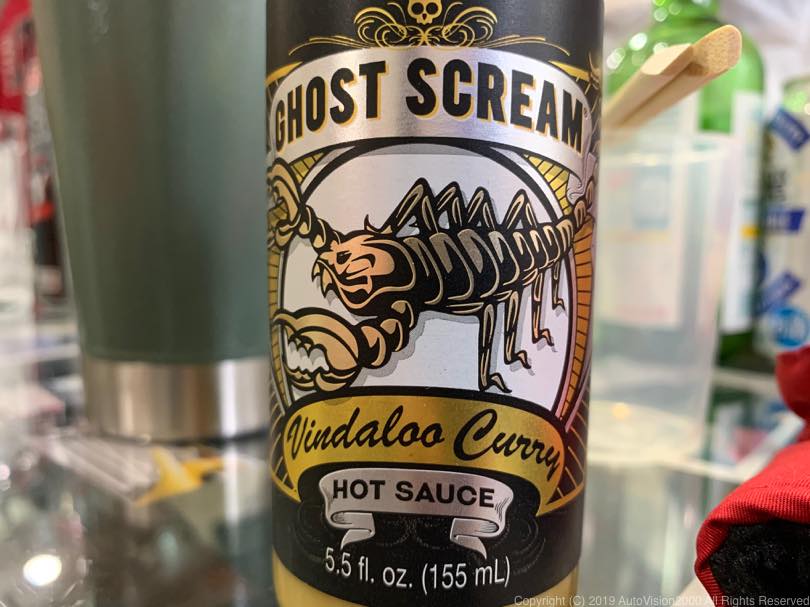 GHOST SCREAM
Vindaloo Curry
HOT SAUCE
5.5 fl. oz. (155 mL)
Copyright (C) 2019 AutoVision2000 All Rights Reserved